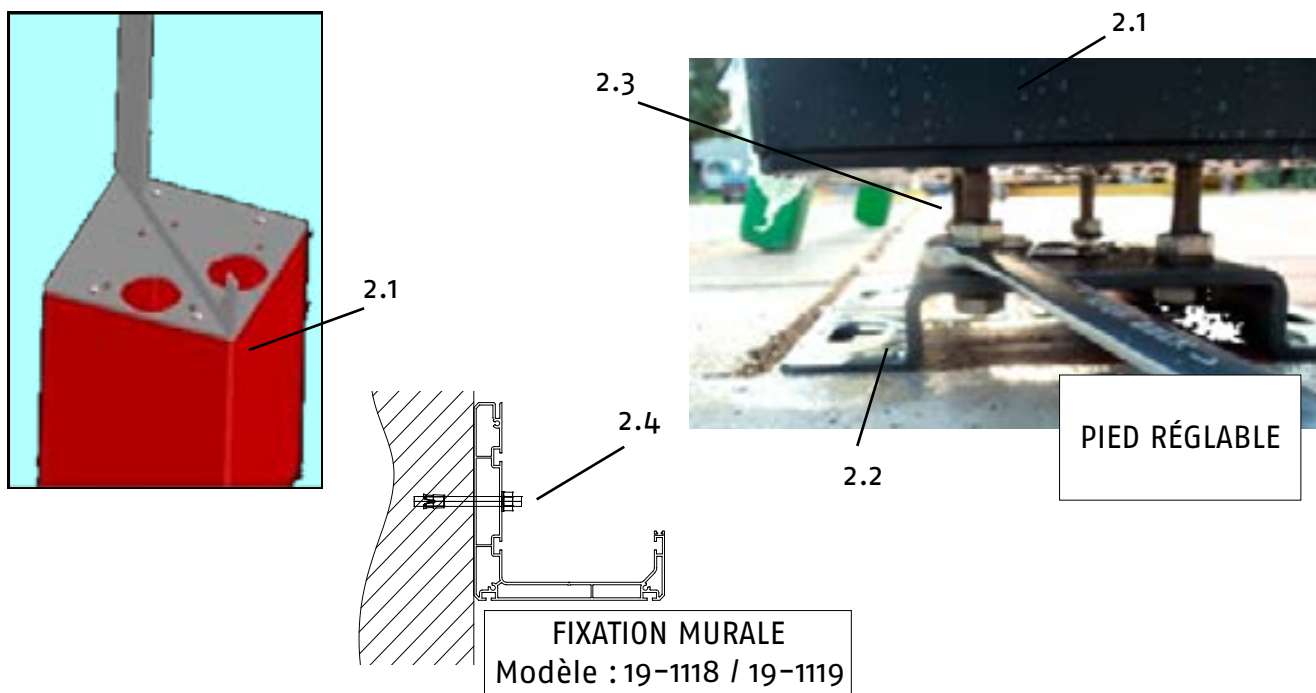 2.1
2.3
2.1
2.4
2.2
PIED RÉGLABLE
FIXATION MURALE
Modèle : 19-1118 / 19-1119